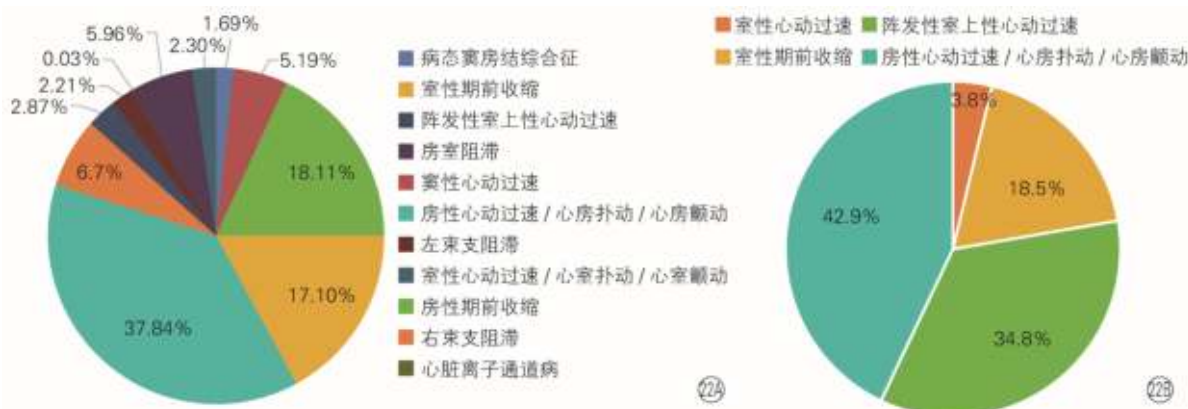 1.69%
5.96%
2.30%
0.03%
5.19%
2.21%
2.87%
6.7%
18.11%
17.10%
37.84%
病态窦房结综合征
室性期前收缩
阵发性室上性心动过速
房室阻滞
窦性心动过速
房性心动过速 / 心房扑动 / 心房颤动
左束支阻滞
室性心动过速 / 心室扑动 / 心室颤动
房性期前收缩
右束支阻滞
心脏离子通道病
22A
室性心动过速 阵发性室上性心动过速
室性期前收缩 房性心动过速 / 心房扑动 / 心房颤动
3.8%
18.5%
42.9%
34.8%
22B